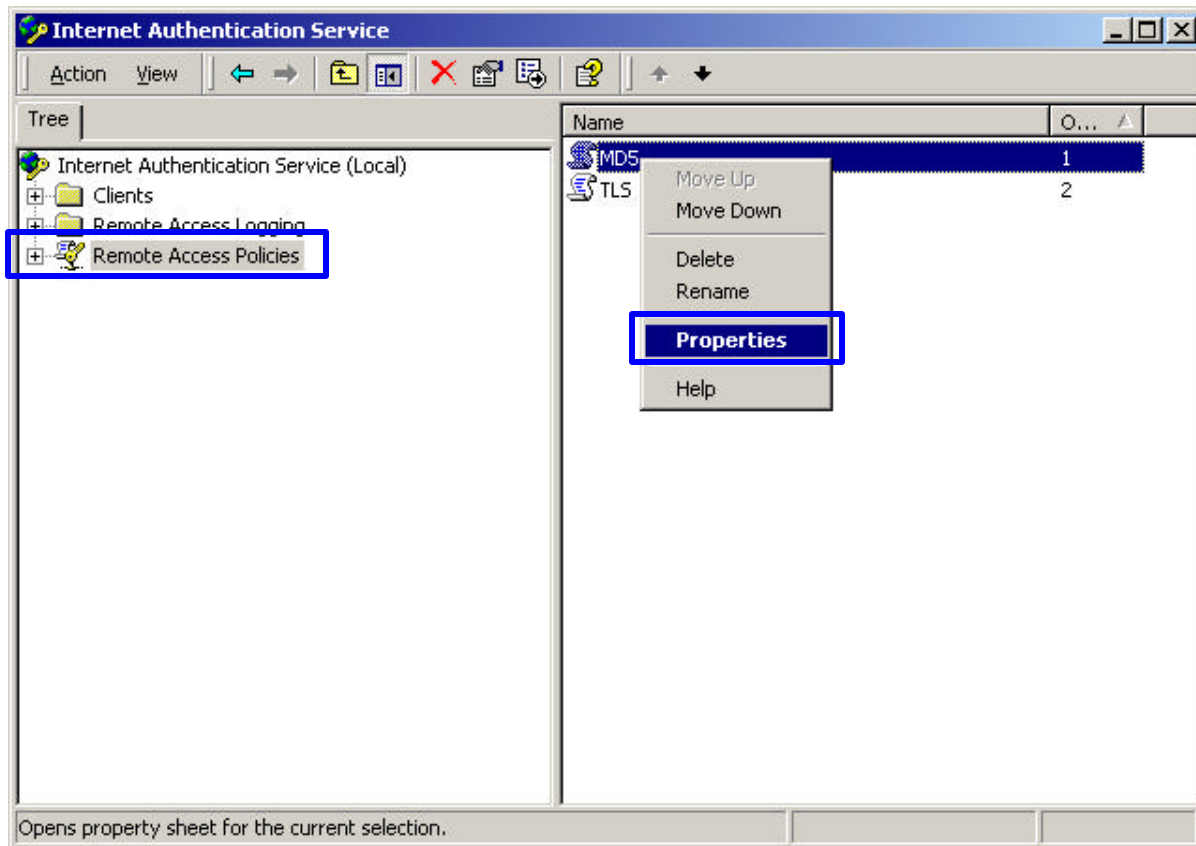 Internet Authentication Service
Action View
Tree
Name O...
Internet Authentication Service (Local)
Clients
Remote Access Logging
Remote Access Policies
MD5 1
TLS 2
Move Up
Move Down
Delete
Rename
Properties
Help
Opens property sheet for the current selection.